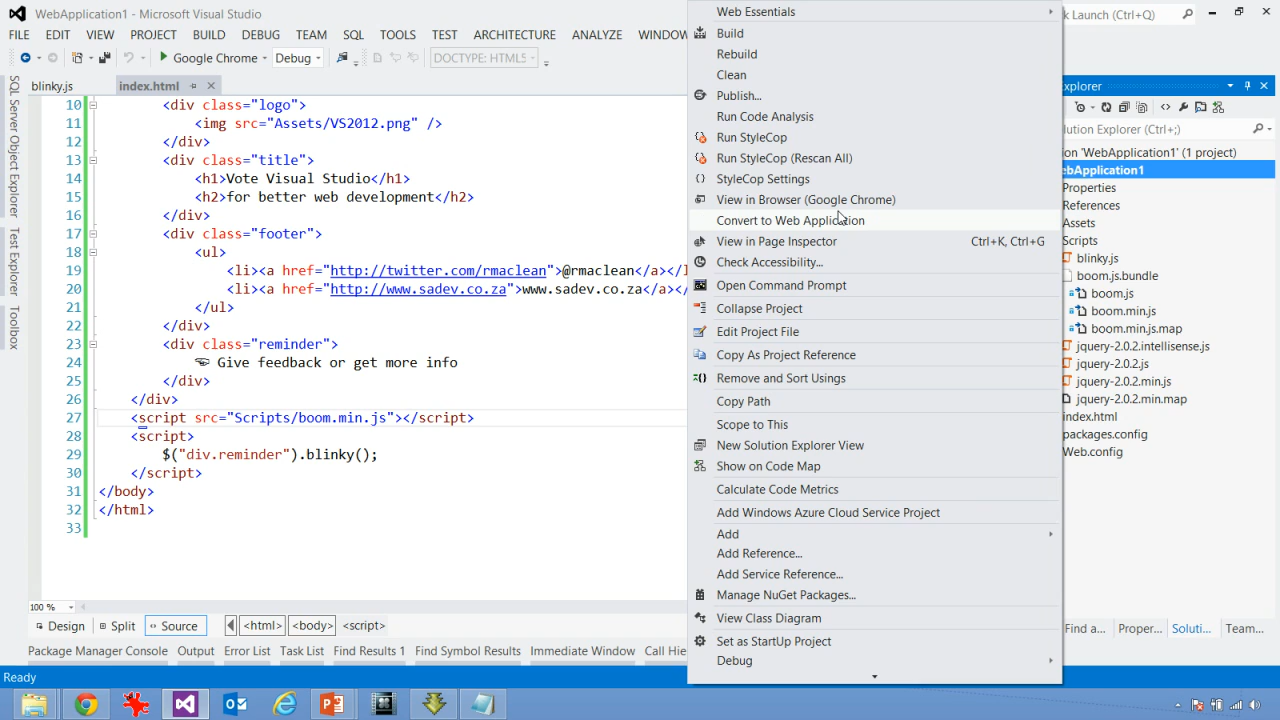 WebApplication1 - Microsoft Visual Studio
k Launch (Ctrl+Q)
FILE EDIT VIEW PROJECT BUILD DEBUG TEAM SQL TOOLS TEST ARCHITECTURE ANALYZE WINDOW
Google Chrome
Debug
DOCTYPE: HTML5
blinky.js
index.html
SQL Server Object Explorer
Test Explorer
Toolbox
10 <div class="logo">
11 <img src="Assets/VS2012.png" />
12 </div>
13 <div class="title">
14 <h1>Vote Visual Studio</h1>
15 <h2>for better web development</h2>
16 </div>
17 <div class="footer">
18 <ul>
19 <li><a href="http://twitter.com/rmaclean">@rmaclean</a></l
20 <li><a href="http://www.sadev.co.za">www.sadev.co.za</a></
21 </ul>
22 </div>
23 <div class="reminder">
24 ☜ Give feedback or get more info
25 </div>
26 </div>
27 <script src="Scripts/boom.min.js"></script>
28 <script>
29 $("div.reminder").blinky();
30 </script>
31 </body>
32 </html>
33
100 %
Design Split Source <html> <body> <script>
Package Manager Console Output Error List Task List Find Results 1 Find Symbol Results Immediate Window Call Hie
Ready
Web Essentials
Build
Rebuild
Clean
Publish...
Run Code Analysis
Run StyleCop
Run StyleCop (Rescan All)
StyleCop Settings
View in Browser (Google Chrome)
Convert to Web Application
View in Page Inspector Ctrl+K, Ctrl+G
Check Accessibility...
Open Command Prompt
Collapse Project
Edit Project File
Copy As Project Reference
Remove and Sort Usings
Copy Path
Scope to This
New Solution Explorer View
Show on Code Map
Calculate Code Metrics
Add Windows Azure Cloud Service Project
Add
Add Reference...
Add Service Reference...
Manage NuGet Packages...
View Class Diagram
Set as StartUp Project
Debug
xplorer
lution Explorer (Ctrl+;)
on 'WebApplication1' (1 project)
ebApplication1
Properties
References
Assets
Scripts
blinky.js
boom.js.bundle
boom.js
boom.min.js
boom.min.js.map
jquery-2.0.2.intellisense.js
jquery-2.0.2.js
jquery-2.0.2.min.js
jquery-2.0.2.min.map
index.html
packages.config
Web.config
Find a... Proper... Soluti... Team...